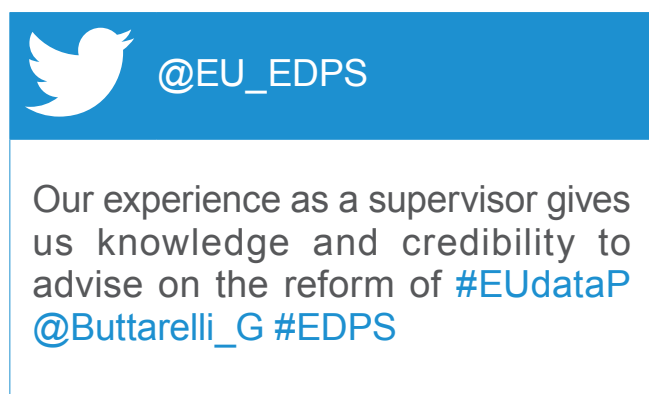 @EU_EDPS
Our experience as a supervisor gives
us knowledge and credibility to
advise on the reform of #EUdataP
@Buttarelli_G #EDPS